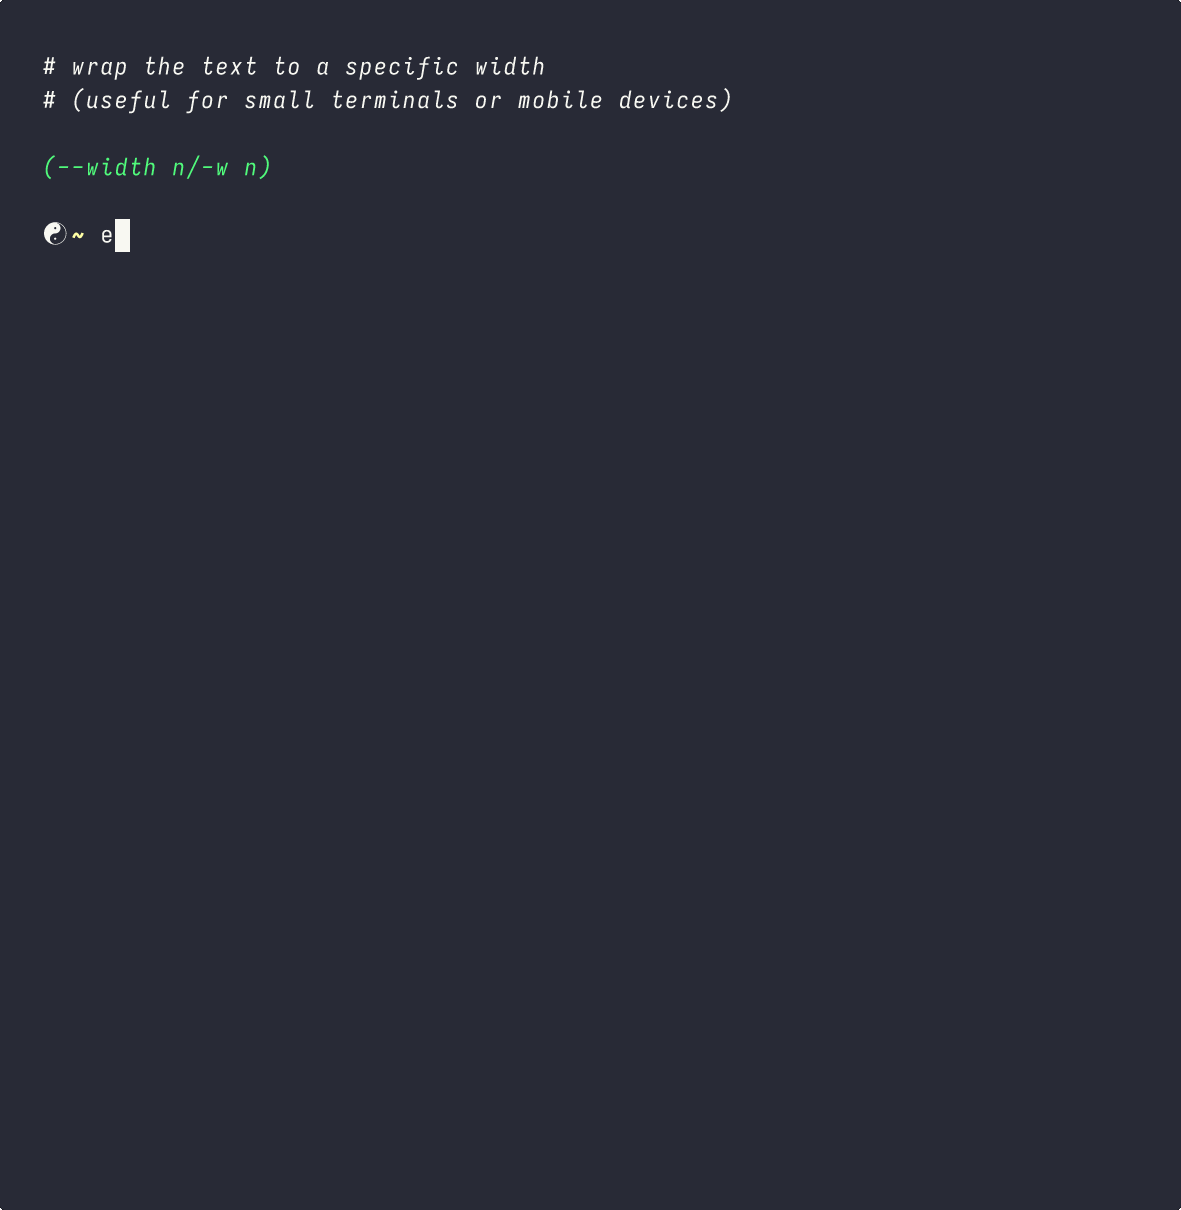 # wrap the text to a specific width
# (useful for small terminals or mobile devices)
(--width n/-w n)
☯ ~ e